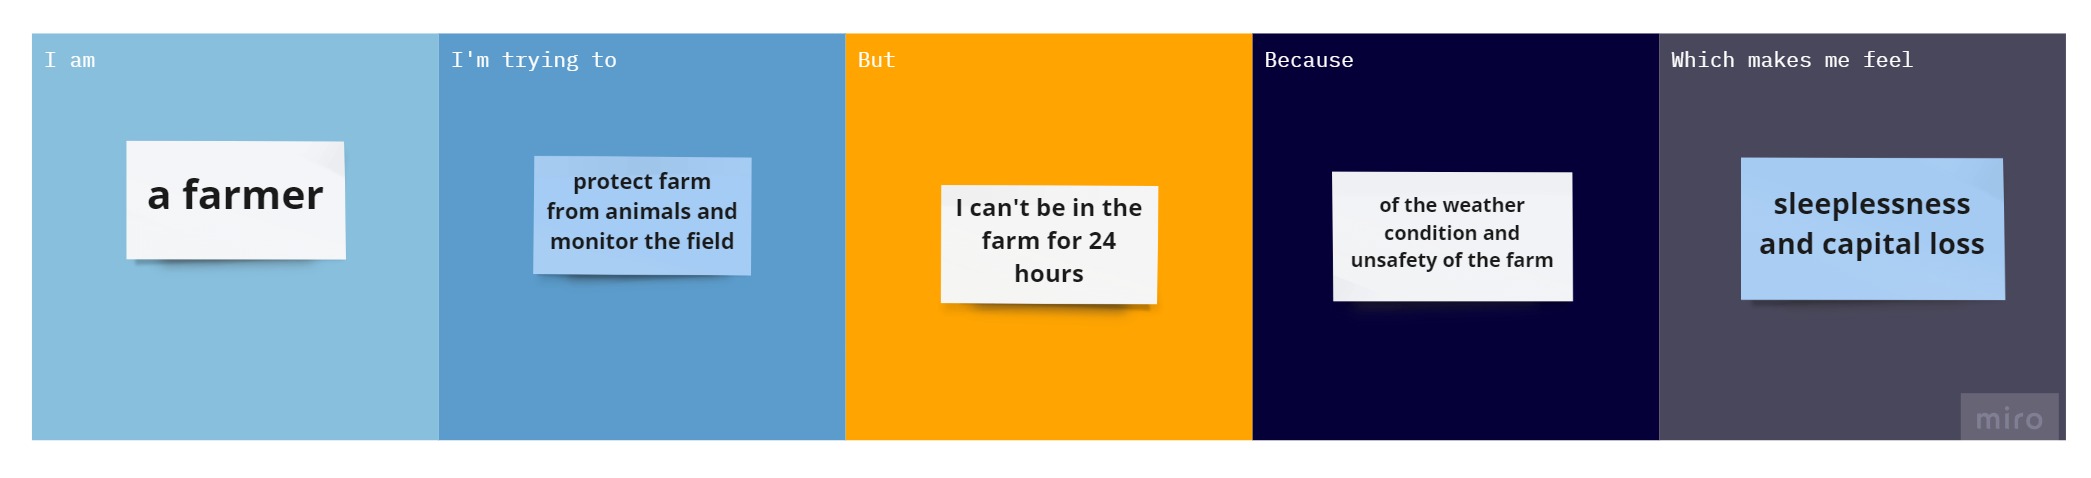 I am
a farmer
I'm trying to
protect farm
from animals and
monitor the field
But
I can't be in the
farm for 24
hours
Because
of the weather
condition and
unsafety of the farm
Which makes me feel
sleeplessness
and capital loss
miro